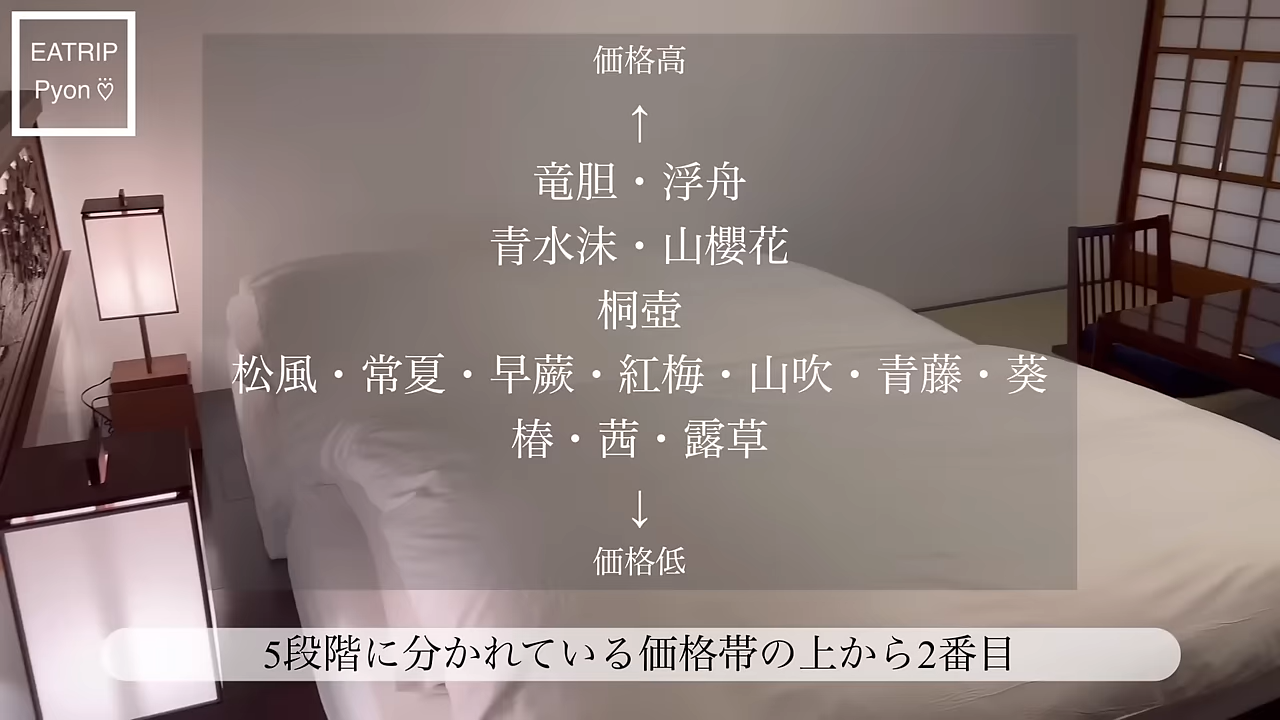 EATRIP
Pyon♡
価格高
↑
竜胆・浮舟
青水沫・山櫻花
桐壺
松風・常夏・早蕨・紅梅・山吹・青藤・葵
椿・茜・露草
↓
価格低
5段階に分かれている価格帯の上から2番目